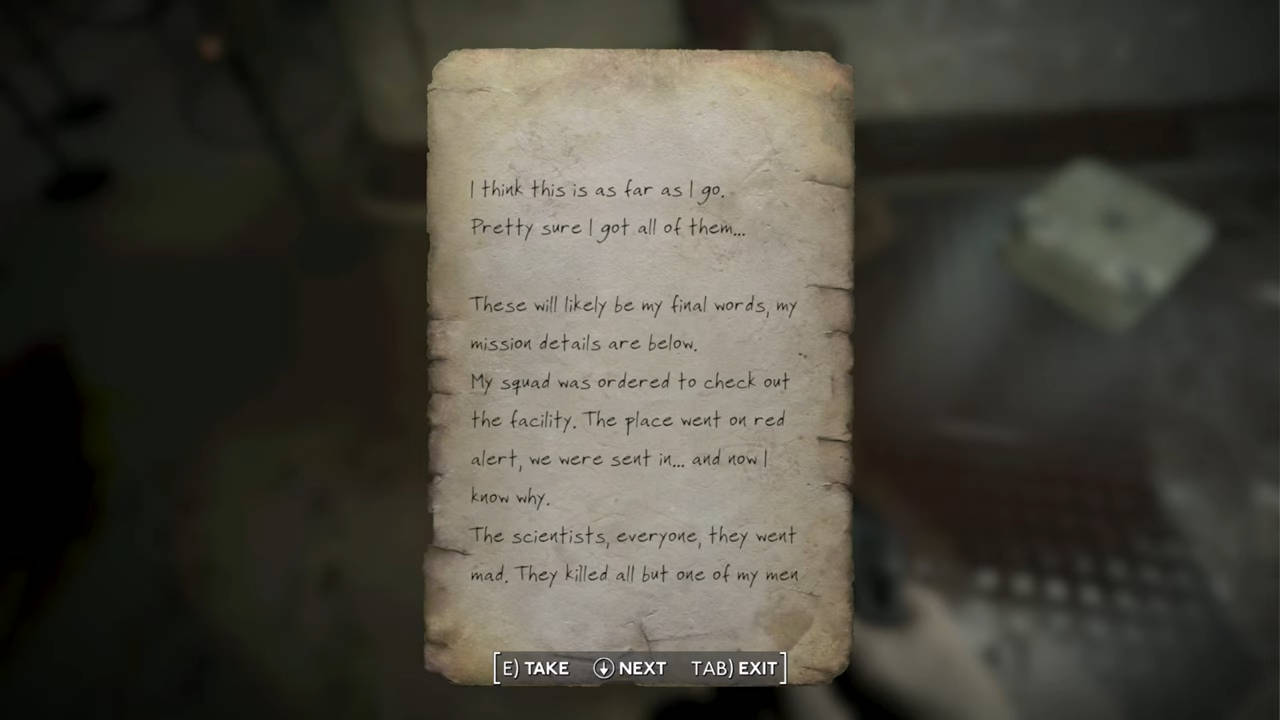 I think this is as far as I go.
Pretty sure I got all of them...
These will likely be my final words, my
mission details are below.
My squad was ordered to check out
the facility. The place went on red
alert, we were sent in... and now I
know why.
The scientists, everyone, they went
mad. They killed all but one of my men
E) TAKE ↓ NEXT TAB) EXIT